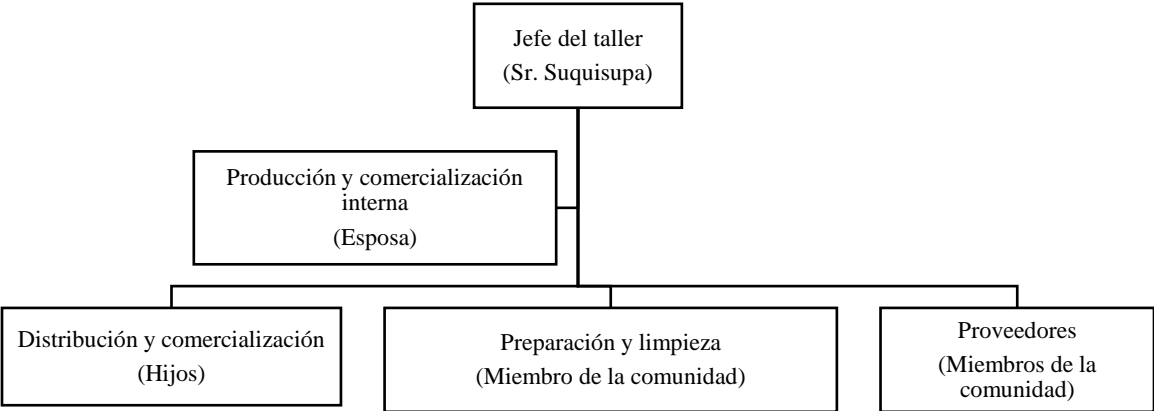 Jefe del taller
(Sr. Suquisupa)
Producción y comercialización
interna
(Esposa)
Distribución y comercialización
(Hijos)
Preparación y limpieza
(Miembro de la comunidad)
Proveedores
(Miembros de la
comunidad)